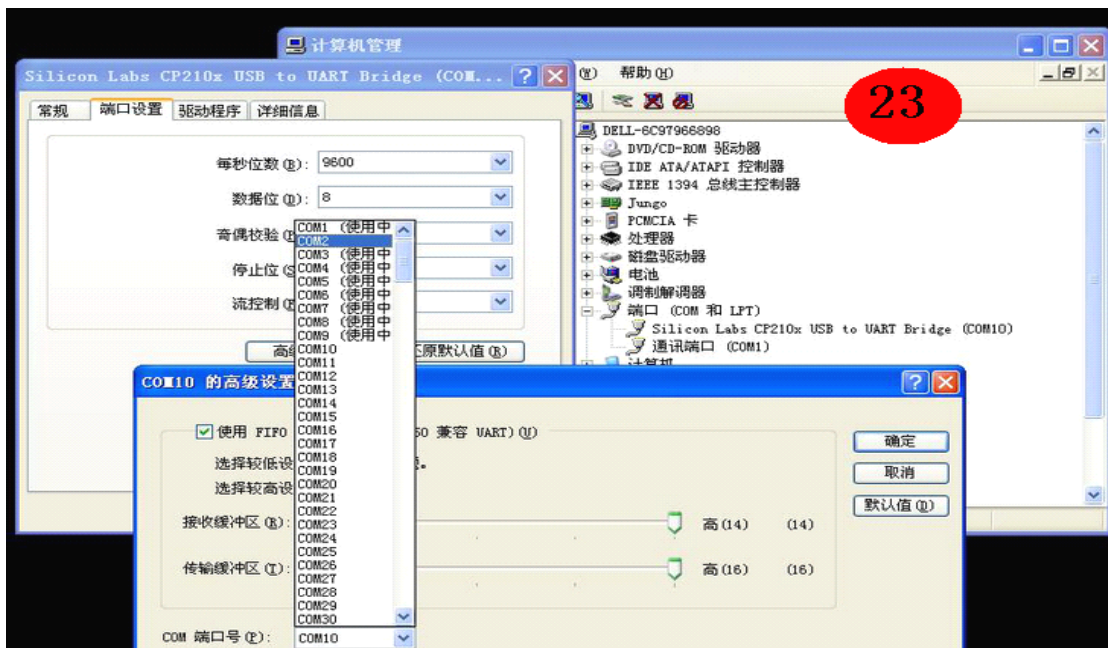 计算机管理
Silicon Labs CP210x USB to UART Bridge (COM...
(W) 帮助(H)
23
常规 端口设置 驱动程序 详细信息
每秒位数(B): 9600
数据位(D): 8
奇偶校验
停止位(S
流控制
还原默认值(R)
DELL-6C97966898
DVD/CD-ROM 驱动器
IDE ATA/ATAPI 控制器
IEEE 1394 总线主控制器
Jungo
PCMCIA 卡
处理器
磁盘驱动器
电池
调制解调器
端口 (COM 和 LPT)
Silicon Labs CP210x USB to UART Bridge (COM10)
通讯端口 (COM1)
计算机
COM1 (使用中
COM2
COM3 (使用中
COM4 (使用中
COM5 (使用中
COM6 (使用中
COM7 (使用中
COM8 (使用中
COM9 (使用中
COM10
COM11
COM12
COM13
COM14
COM15
COM16
COM17
COM18
COM19
COM20
COM21
COM22
COM23
COM24
COM25
COM26
COM27
COM28
COM29
COM30
COM10 的高级设置
使用 FIFO
50 兼容 UART)(U)
选择较低设
选择较高设
接收缓冲区(R): 高(14) (14)
传输缓冲区(T): 高(16) (16)
COM 端口号(P): COM10
确定
取消
默认值(D)